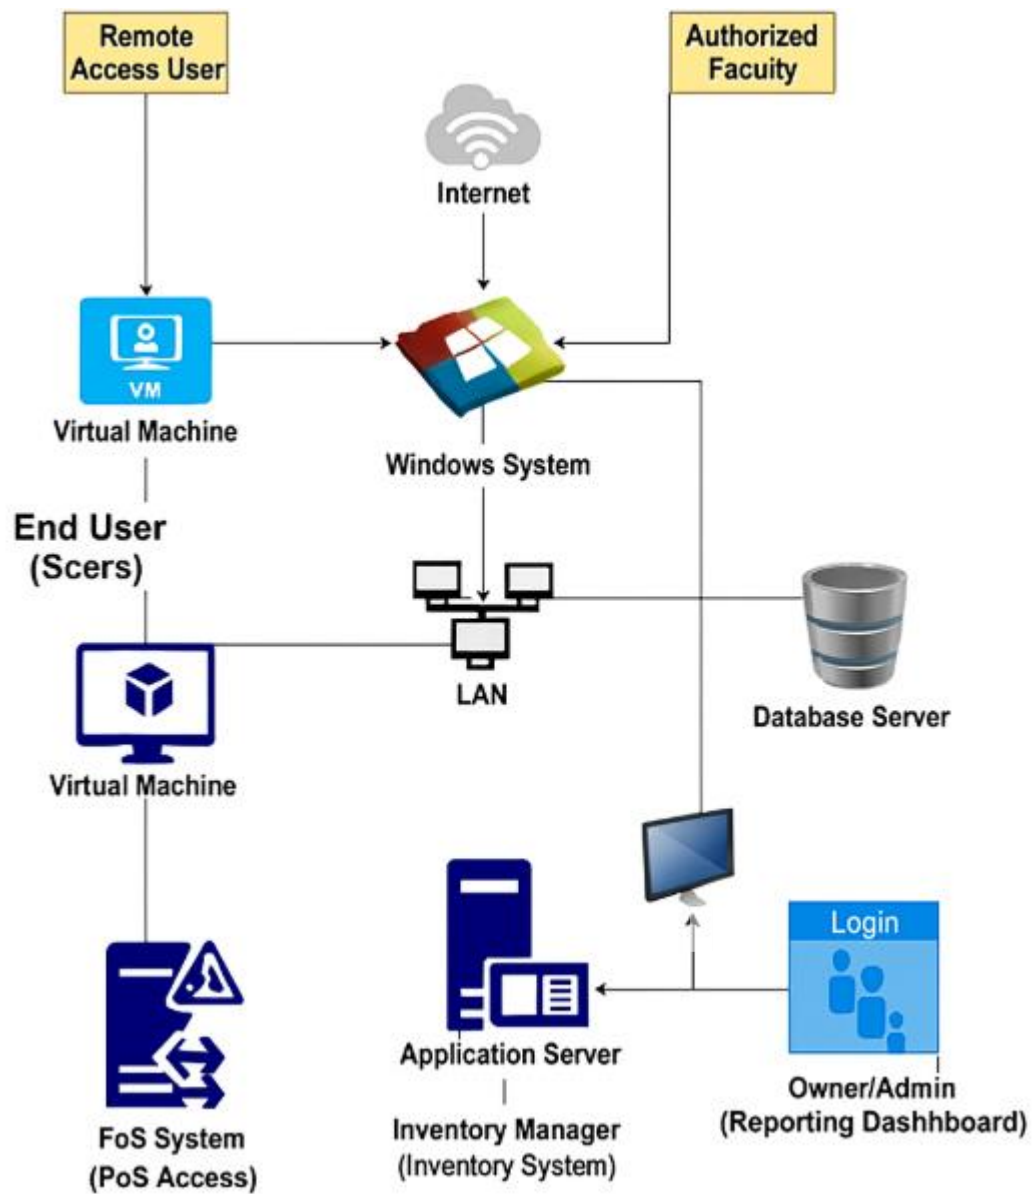 Remote
Access User
Authorized
Facuity
Internet
VM
Virtual Machine
Windows System
End User
(Scers)
LAN
Database Server
Virtual Machine
Login
Application Server
Owner/Admin
(Reporting Dashhboard)
FoS System
(PoS Access)
Inventory Manager
(Inventory System)